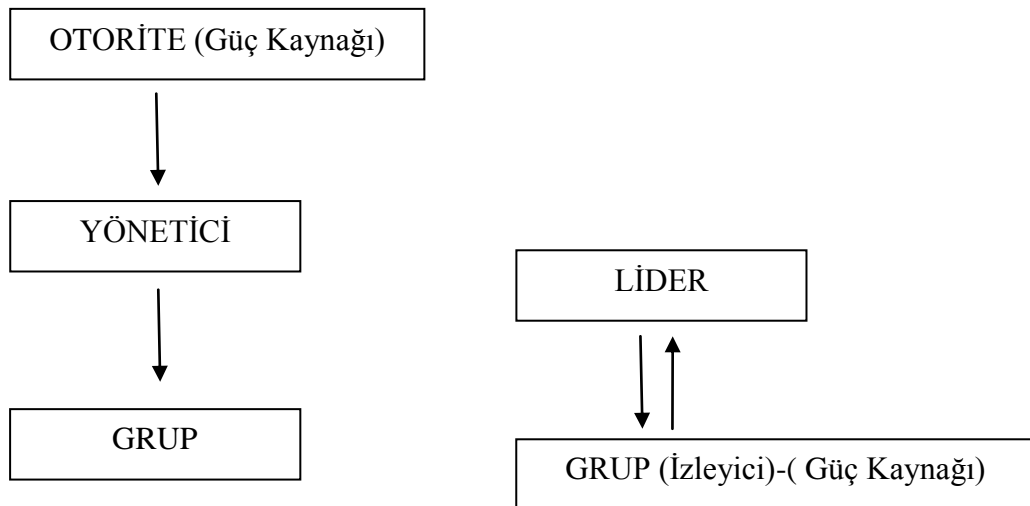 OTORİTE (Güç Kaynağı)
YÖNETİCİ
GRUP
LİDER
GRUP (İzleyici)-( Güç Kaynağı)